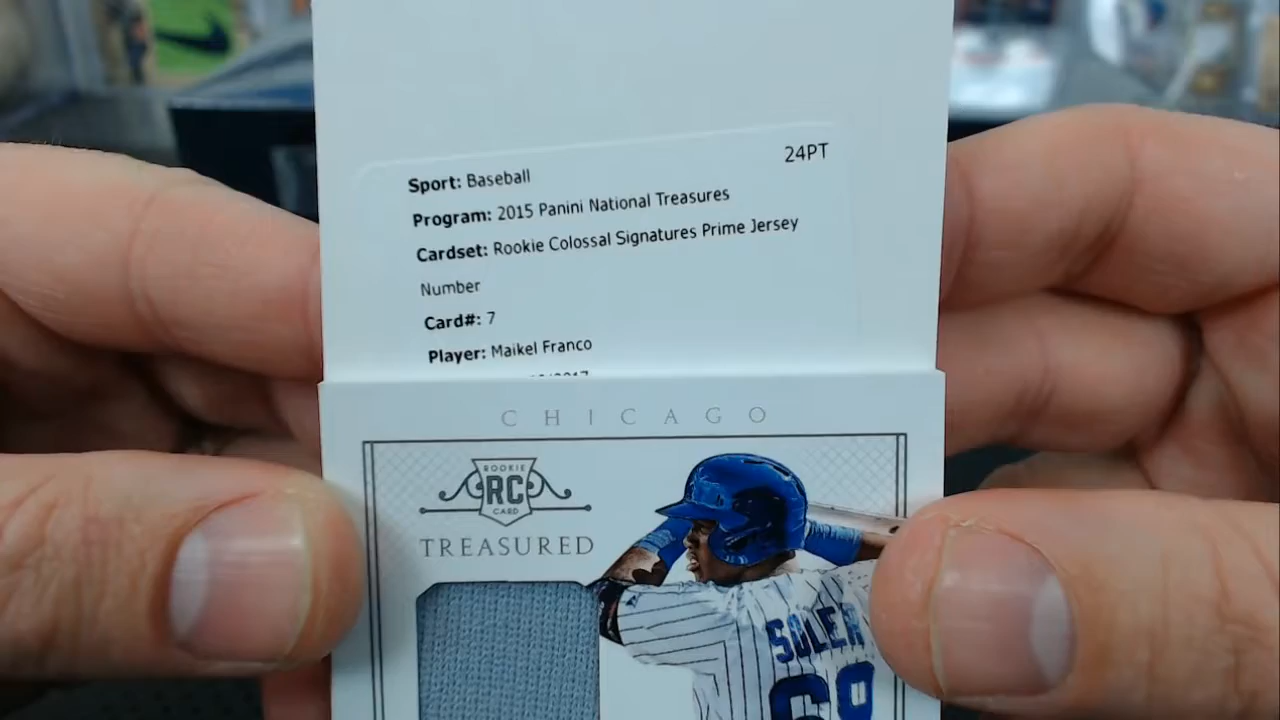 24PT
Sport: Baseball
Program: 2015 Panini National Treasures
Cardset: Rookie Colossal Signatures Prime Jersey
Number
Card#: 7
Player: Maikel Franco
CHICAGO
ROOKIE
RC
CARD
TREASURED
SOLER
68